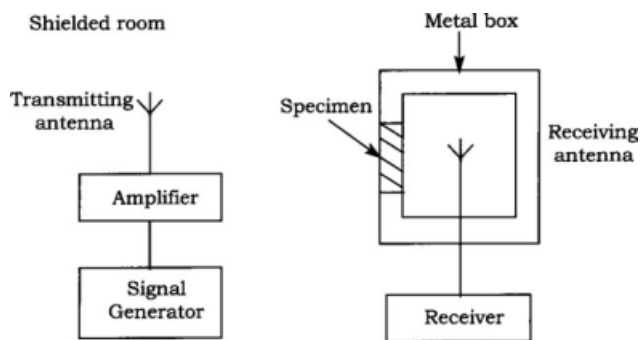 Shielded room
Metal box
Transmitting
antenna
Specimen
Receiving
antenna
Amplifier
Signal
Generator
Receiver